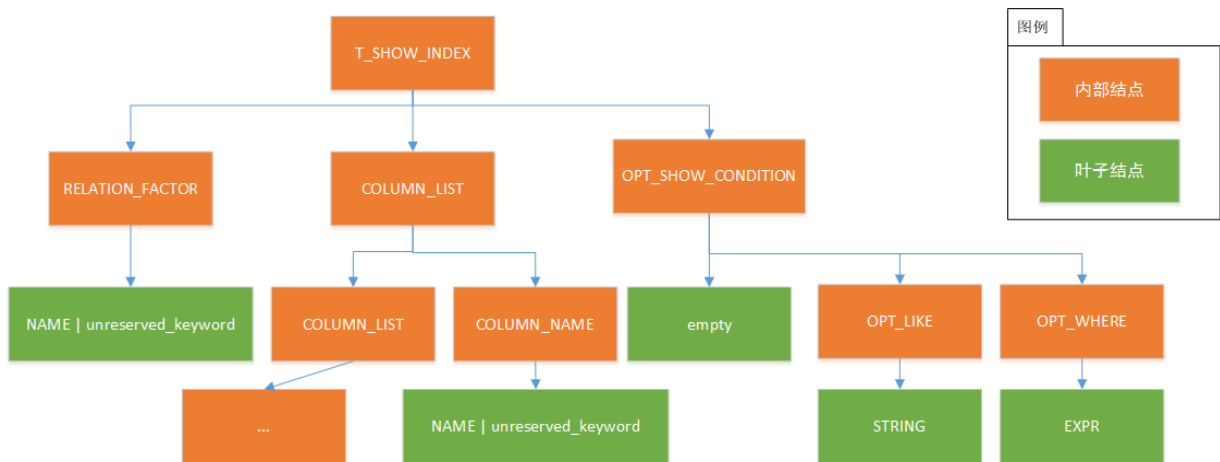 图例
T_SHOW_INDEX
内部结点
叶子结点
RELATION_FACTOR
COLUMN_LIST
OPT_SHOW_CONDITION
NAME | unreserved_keyword
COLUMN_LIST
COLUMN_NAME
empty
OPT_LIKE
OPT_WHERE
...
NAME | unreserved_keyword
STRING
EXPR